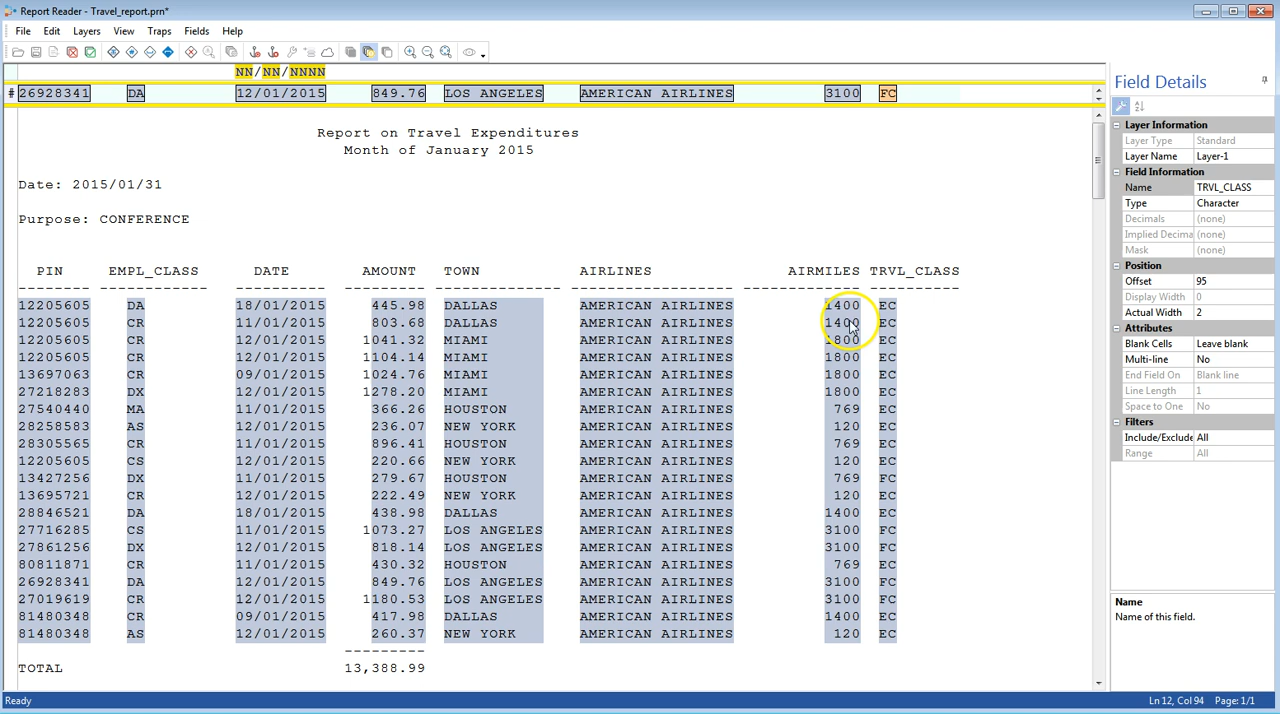 Report Reader - Travel_report.prn*
File Edit Layers View Traps Fields Help
NN/NN/NNNN
# 26928341 DA 12/01/2015 849.76 LOS ANGELES AMERICAN AIRLINES 3100 FC
Report on Travel Expenditures
Month of January 2015
Date: 2015/01/31
Purpose: CONFERENCE
PIN EMPL_CLASS DATE AMOUNT TOWN AIRLINES AIRMILES TRVL_CLASS
-------- ------------ ---------- --------- ------------- -------------------- ------------- ----------
12205605 DA 18/01/2015 445.98 DALLAS AMERICAN AIRLINES 1400 EC
12205605 CR 11/01/2015 803.68 DALLAS AMERICAN AIRLINES 1400 EC
12205605 CR 12/01/2015 1041.32 MIAMI AMERICAN AIRLINES 1800 EC
12205605 CR 12/01/2015 1104.14 MIAMI AMERICAN AIRLINES 1800 EC
13697063 CR 09/01/2015 1024.76 MIAMI AMERICAN AIRLINES 1800 EC
27218283 DX 12/01/2015 1278.20 MIAMI AMERICAN AIRLINES 1800 EC
27540440 MA 11/01/2015 366.26 HOUSTON AMERICAN AIRLINES 769 EC
28258583 AS 12/01/2015 236.07 NEW YORK AMERICAN AIRLINES 120 EC
28305565 CR 11/01/2015 896.41 HOUSTON AMERICAN AIRLINES 769 EC
12205605 CS 12/01/2015 220.66 NEW YORK AMERICAN AIRLINES 120 EC
13427256 DX 11/01/2015 279.67 HOUSTON AMERICAN AIRLINES 769 FC
13695721 CR 12/01/2015 222.49 NEW YORK AMERICAN AIRLINES 120 EC
28846521 DA 18/01/2015 438.98 DALLAS AMERICAN AIRLINES 1400 EC
27716285 CS 11/01/2015 1073.27 LOS ANGELES AMERICAN AIRLINES 3100 FC
27861256 DX 12/01/2015 818.14 LOS ANGELES AMERICAN AIRLINES 3100 FC
80811871 CR 11/01/2015 430.32 HOUSTON AMERICAN AIRLINES 769 EC
26928341 DA 12/01/2015 849.76 LOS ANGELES AMERICAN AIRLINES 3100 FC
27019619 CR 12/01/2015 1180.53 LOS ANGELES AMERICAN AIRLINES 3100 FC
81480348 CR 09/01/2015 417.98 DALLAS AMERICAN AIRLINES 1400 EC
81480348 AS 12/01/2015 260.37 NEW YORK AMERICAN AIRLINES 120 EC
---------
TOTAL 13,388.99
Field Details
Layer Information
Layer Type Standard
Layer Name Layer-1
Field Information
Name TRVL_CLASS
Type Character
Decimals (none)
Implied Decima (none)
Mask (none)
Position
Offset 95
Display Width 0
Actual Width 2
Attributes
Blank Cells Leave blank
Multi-line No
End Field On Blank line
Line Length 1
Space to One No
Filters
Include/Exclude All
Range All
Name
Name of this field.
Ready Ln 12, Col 94 Page: 1/1